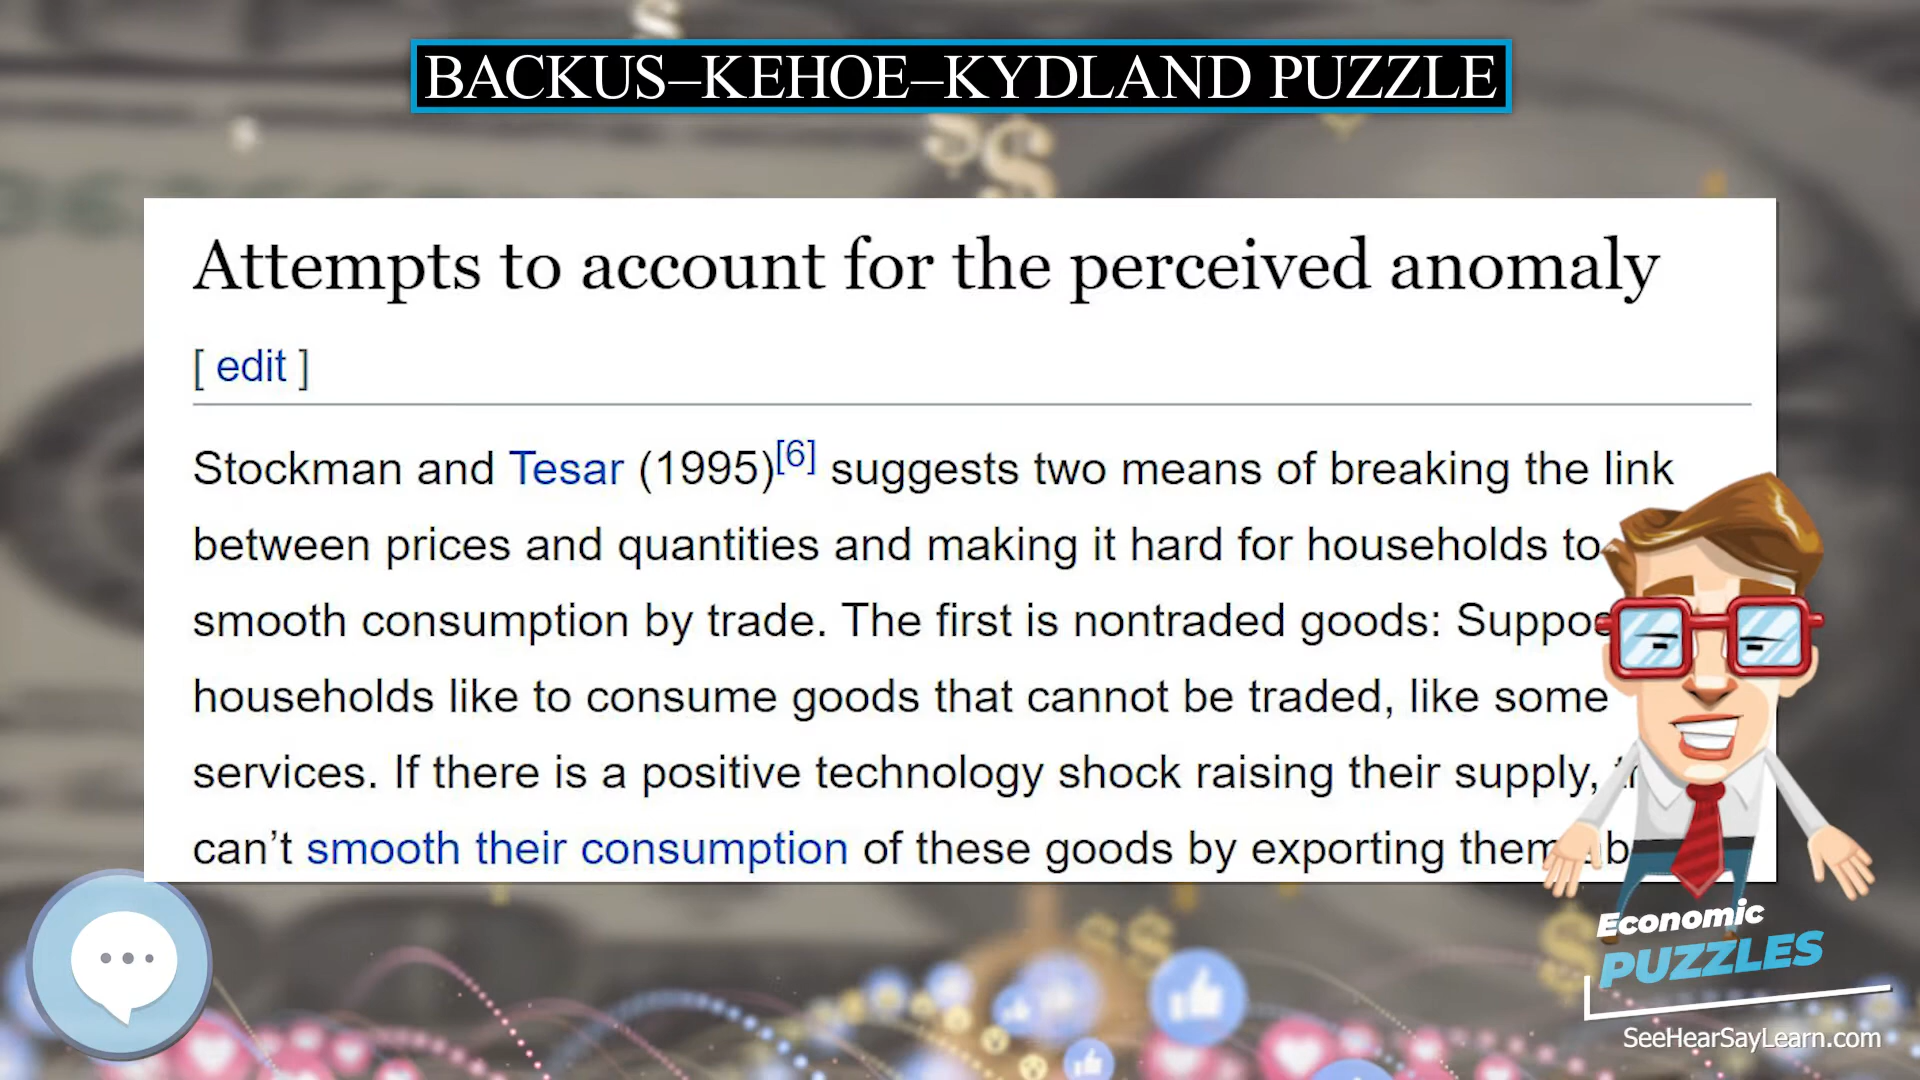 BACKUS–KEHOE–KYDLAND PUZZLE
Attempts to account for the perceived anomaly
[ edit ]
Stockman and Tesar (1995)[6] suggests two means of breaking the link
between prices and quantities and making it hard for households to
smooth consumption by trade. The first is nontraded goods:
households like to consume goods that cannot be traded, like some
services. If there is a positive technology shock raising their supply,
can’t smooth their consumption of these goods by exporting them
Economic
PUZZLES
SeeHearSayLearn.com